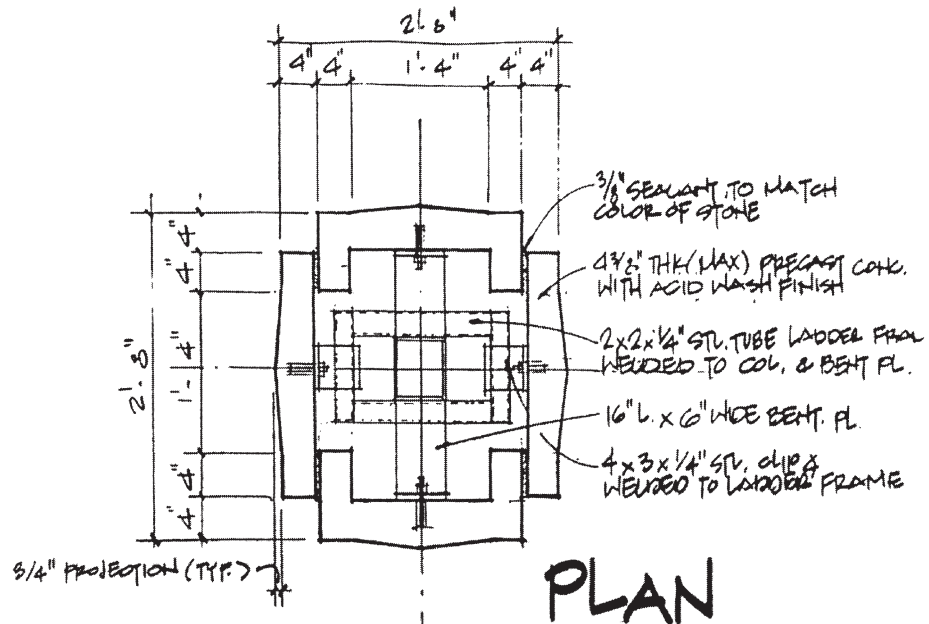 2'-8"
4" 4" 1'-4" 4" 4"
3/8" SEALANT TO MATCH
COLOR OF STONE
4 3/8" THK (MAX) PRECAST CONC.
WITH ACID WASH FINISH
2x2x1/4" STL. TUBE LADDER FRAM
WELDED TO COL. & BENT PL.
16" L. x 6" WIDE BENT. PL.
4x3x1/4" STL. CLIP
WELDED TO LADDER FRAME
4"
4"
1'-4"
2'-8"
4"
4"
3/4" PROJECTION (TYP.)
PLAN